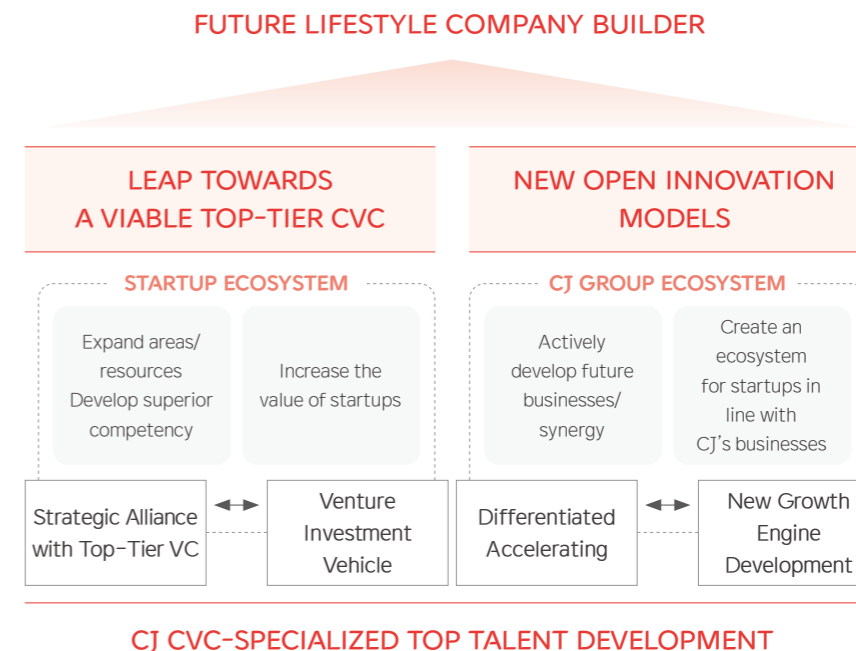 FUTURE LIFESTYLE COMPANY BUILDER
LEAP TOWARDS
A VIABLE TOP-TIER CVC
NEW OPEN INNOVATION
MODELS
STARTUP ECOSYSTEM
Expand areas/
resources
Develop superior
competency
Increase the
value of startups
CJ GROUP ECOSYSTEM
Actively
develop future
businesses/
synergy
Create an
ecosystem
for startups in
line with
CJ's businesses
Strategic Alliance
with Top-Tier VC
Venture
Investment
Vehicle
Differentiated
Accelerating
New Growth
Engine
Development
CJ CVC-SPECIALIZED TOP TALENT DEVELOPMENT